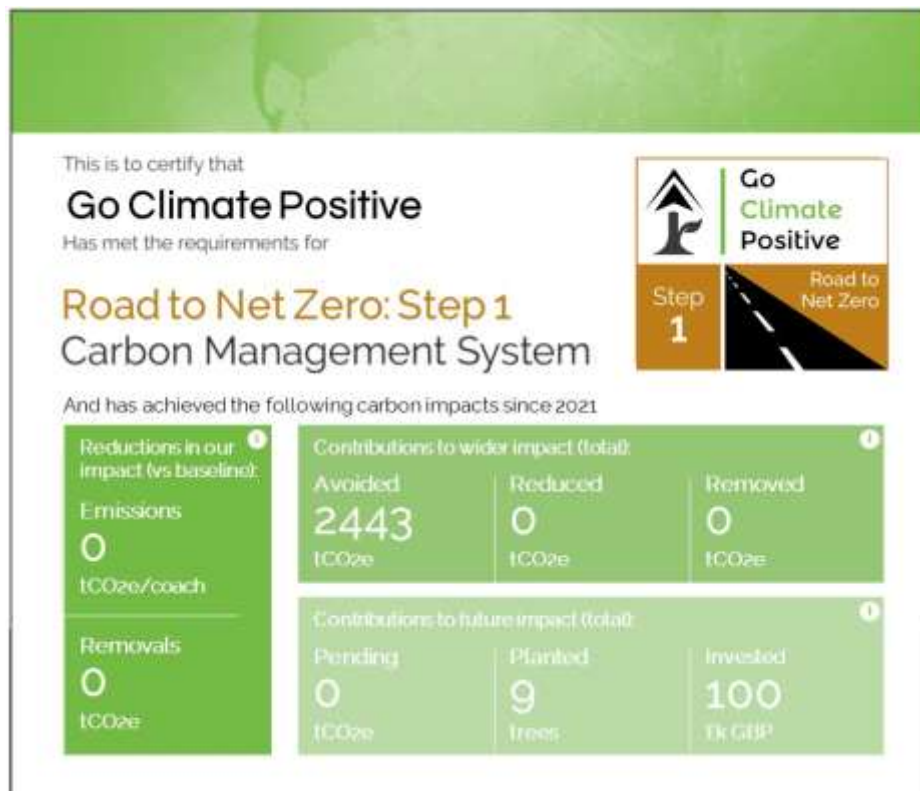 This is to certify that
Go Climate Positive
Has met the requirements for
Road to Net Zero: Step 1
Carbon Management System
Go
Climate
Positive
Step
1
Road to
Net Zero
And has achieved the following carbon impacts since 2021
Reductions in our
impact (vs baseline):
Emissions
0
tCO2e/coach
Removals
0
tCO2e
Contributions to wider impact (total):
Avoided
2443
tCO2e
Reduced
0
tCO2e
Removed
0
tCO2e
Contributions to future impact (total):
Pending
0
tCO2e
Planted
9
trees
Invested
100
GBP